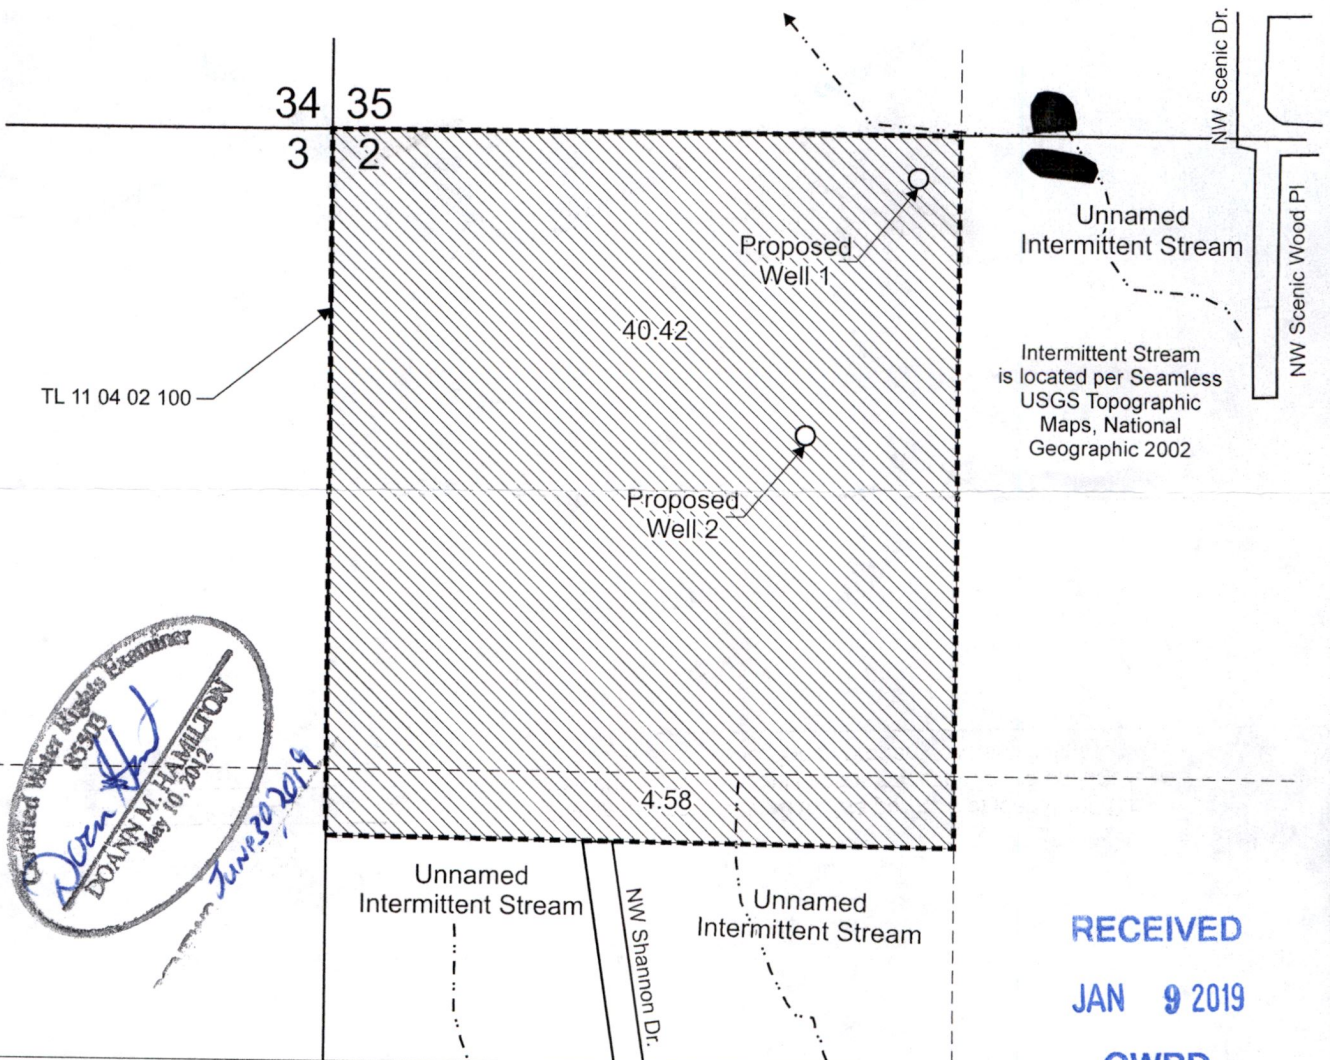 NW Scenic Dr.
34
35
3
2
Unnamed
Intermittent Stream
Proposed
Well 1
NW Scenic Wood Pl
40.42
Intermittent Stream
is located per Seamless
USGS Topographic
Maps, National
Geographic 2002
TL 11 04 02 100
Proposed
Well 2
Certified Water Rights Examiner
85503
Doann
DOANN M. HAMILTON
May 10, 2012
June 30, 2019
4.58
Unnamed
Intermittent Stream
NW Shannon Dr.
Unnamed
Intermittent Stream
RECEIVED
JAN 9 2019
OWRD